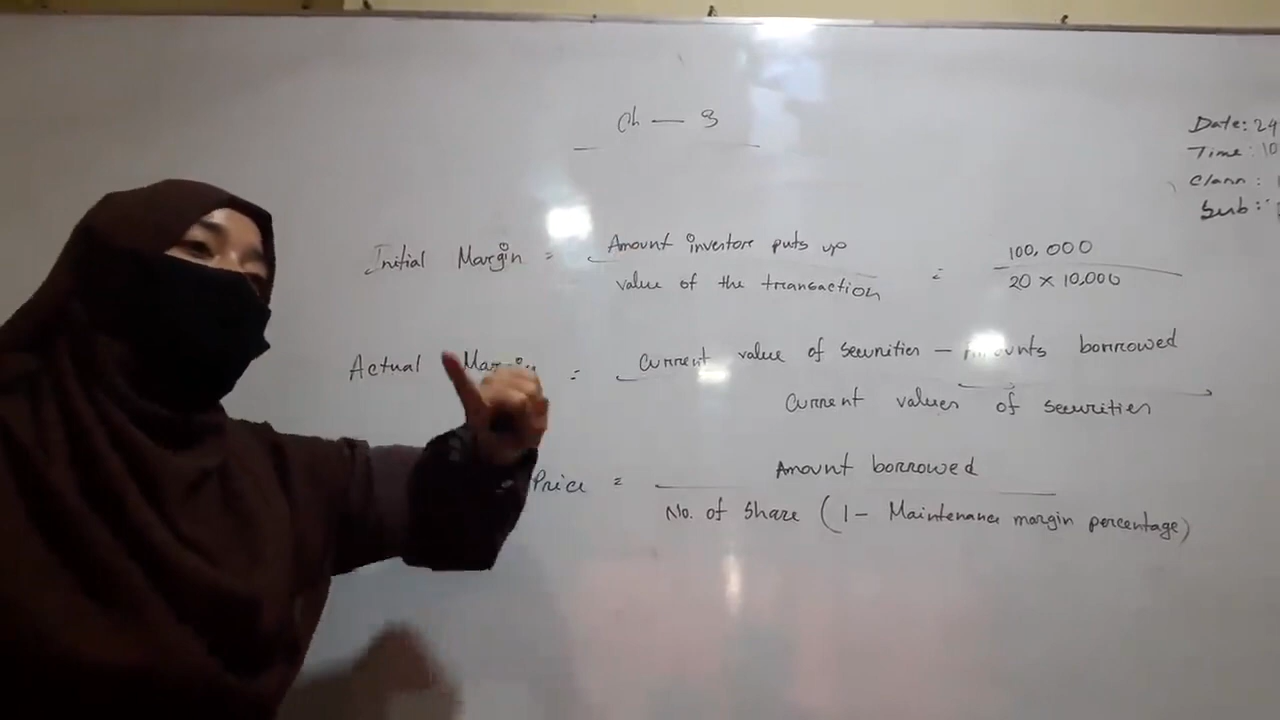 Ch — 3
Date: 24
Time: 10
Class:
Sub:
Initial Margin = Amount investors puts up / value of the transaction = 100,000 / 20 × 10,000
Actual Margin = Current value of securities – Amounts borrowed / Current values of securities
Price = Amount borrowed / No. of Share (1 – Maintenance margin percentage)